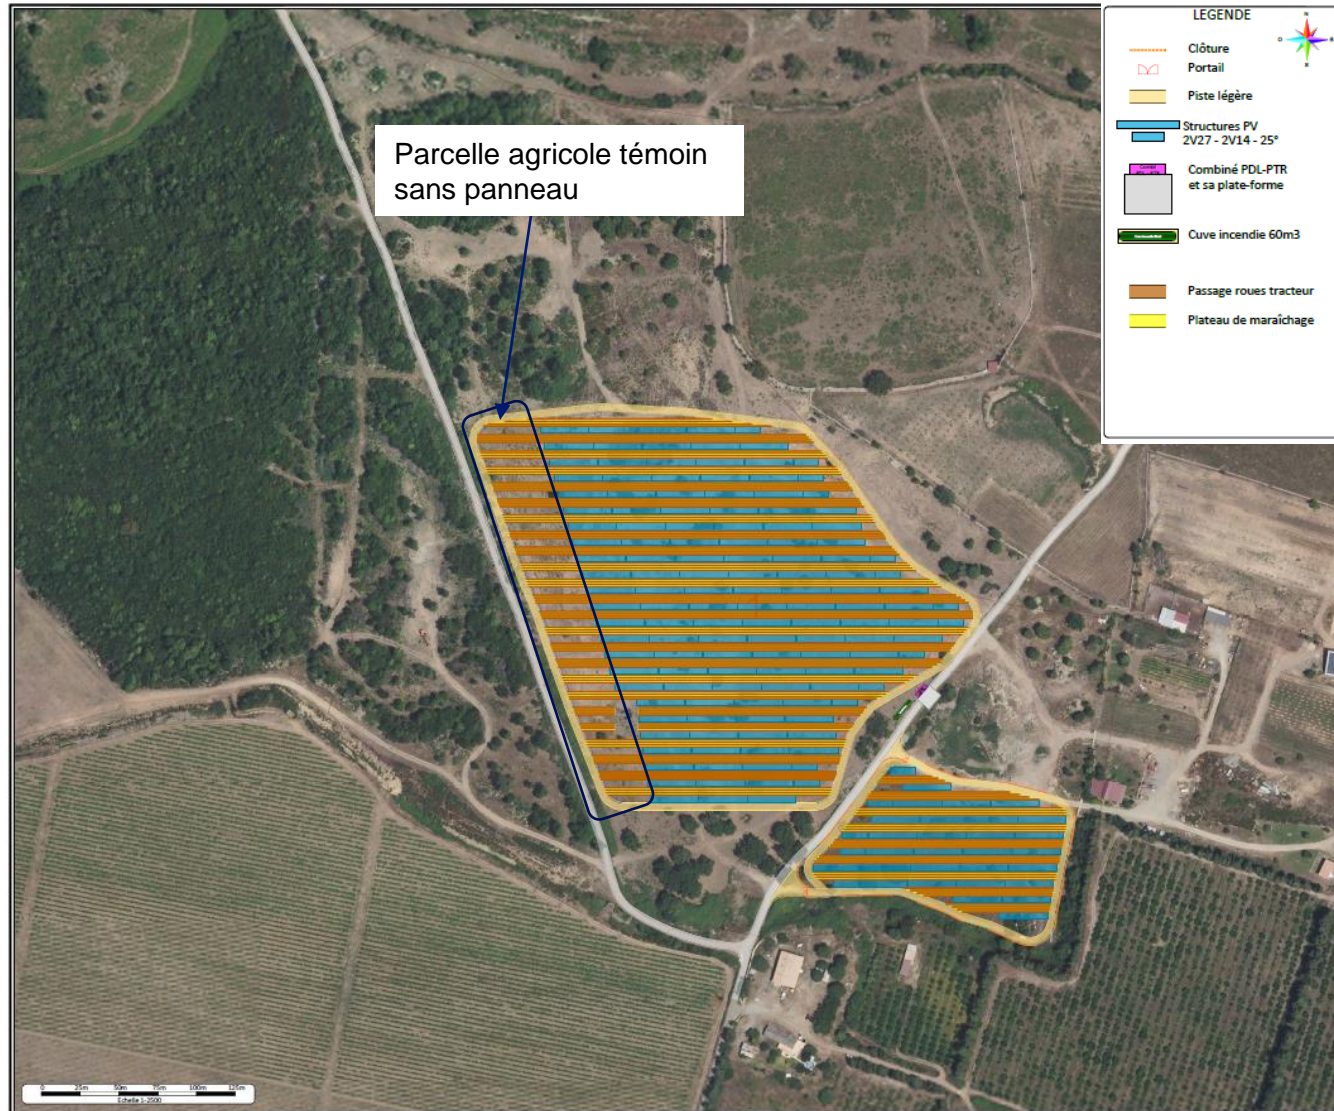 LEGENDE
N
O
E
S
Clôture
Portail
Piste légère
Structures PV
2V27 - 2V14 - 25°
Combiné PDL-PTR
et sa plate-forme
Cuve incendie 60m3
Passage roues tracteur
Plateau de maraîchage
Parcelle agricole témoin
sans panneau
0 25m 50m 75m 100m 125m
Echelle 1-2500